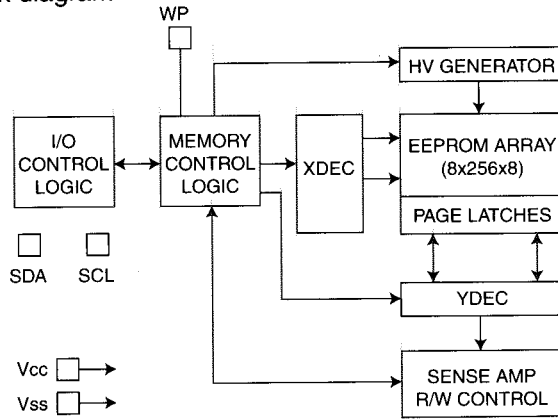 WP
HV GENERATOR
I/O
CONTROL
LOGIC
MEMORY
CONTROL
LOGIC
XDEC
EEPROM ARRAY
(8x256x8)
PAGE LATCHES
SDA
SCL
YDEC
Vcc
Vss
SENSE AMP
R/W CONTROL